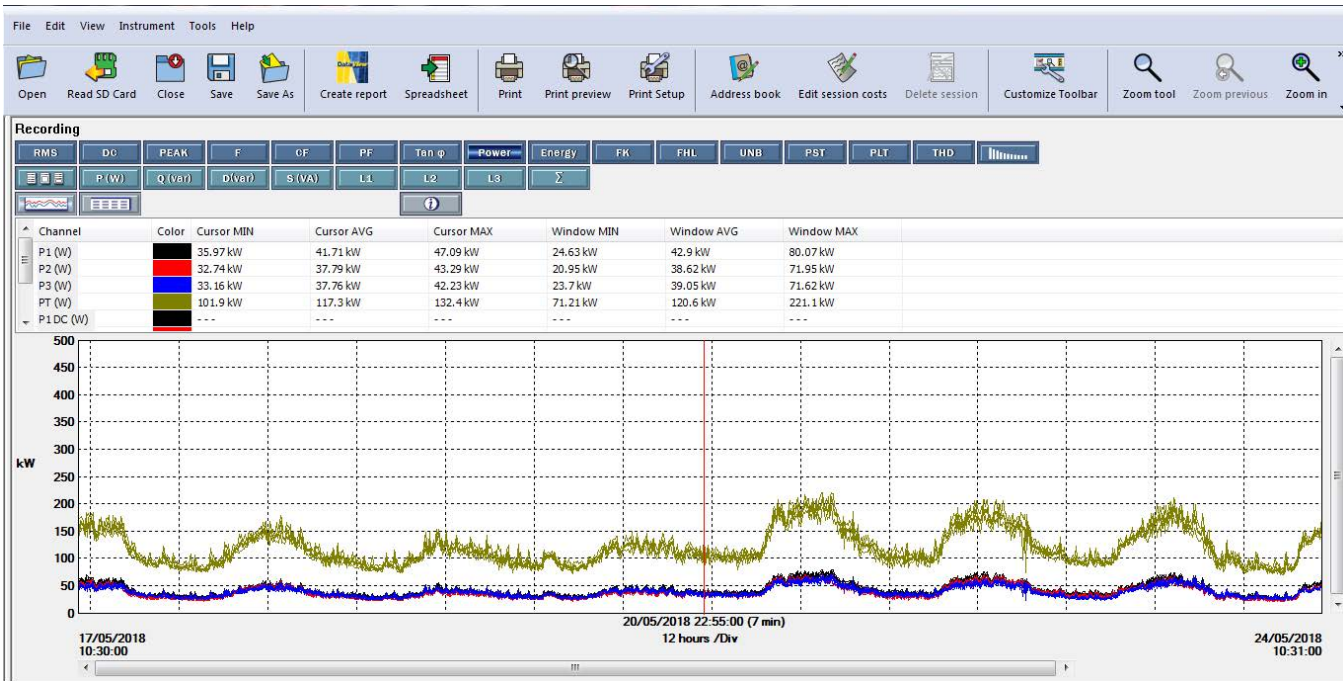 File Edit View Instrument Tools Help
Open Read SD Card Close Save Save As Create report Spreadsheet Print Print preview Print Setup Address book Edit session costs Delete session Customize Toolbar Zoom tool Zoom previous Zoom in
Recording
RMS DC PEAK F CF PF Tan φ Power Energy FK FHL UNB PST PLT THD
P (W) Q (var) D(var) S (VA) L1 L2 L3 Σ
Channel Color Cursor MIN Cursor AVG Cursor MAX Window MIN Window AVG Window MAX
P1 (W) 35.97 kW 41.71 kW 47.09 kW 24.63 kW 42.9 kW 80.07 kW
P2 (W) 32.74 kW 37.79 kW 43.29 kW 20.95 kW 38.62 kW 71.95 kW
P3 (W) 33.16 kW 37.76 kW 42.23 kW 23.7 kW 39.05 kW 71.62 kW
PT (W) 101.9 kW 117.3 kW 132.4 kW 71.21 kW 120.6 kW 221.1 kW
P1 DC (W) - - - - - - - - - - - - - - - - - -
500
450
400
350
300
kW
250
200
150
100
50
0
20/05/2018 22:55:00 (7 min)
17/05/2018 12 hours /Div 24/05/2018
10:30:00 10:31:00